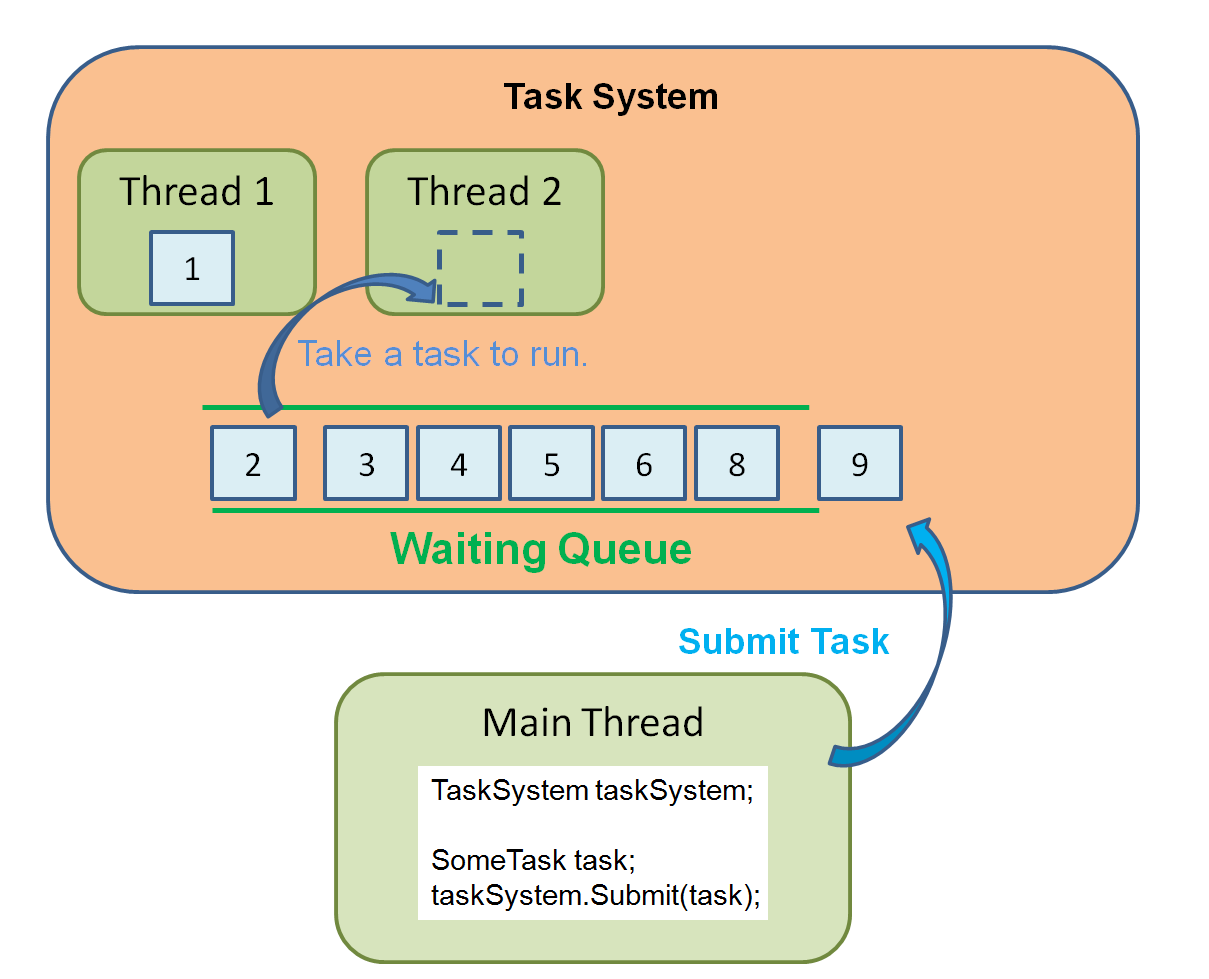 Task System
Thread 1
Thread 2
1
Take a task to run.
2 3 4 5 6 8 9
Waiting Queue
Submit Task
Main Thread
TaskSystem taskSystem;
SomeTask task;
taskSystem.Submit(task);